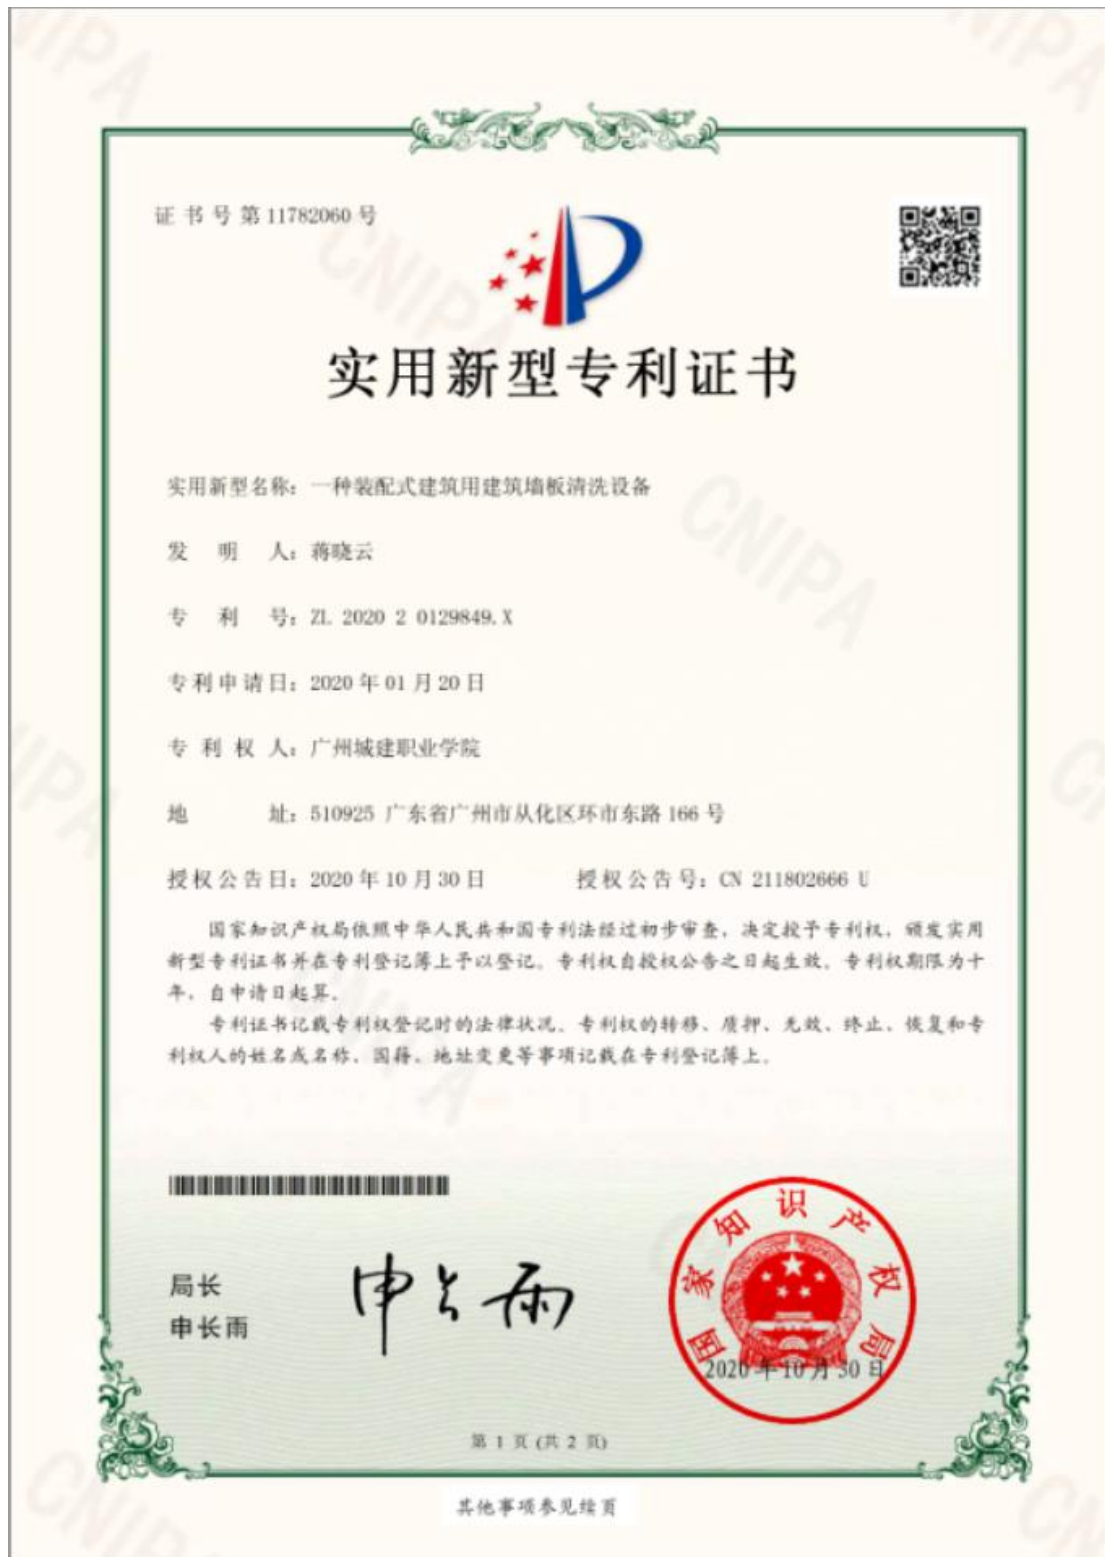 证书号第11782060号
实用新型专利证书
实用新型名称：一种装配式建筑用建筑墙板清洗设备
发明人：蒋晓云
专利号：ZL 2020 2 0129849.X
专利申请日：2020年01月20日
专利权人：广州城建职业学院
地址：510925 广东省广州市从化区环市东路166号
授权公告日：2020年10月30日 授权公告号：CN 211802666 U
国家知识产权局依照中华人民共和国专利法经过初步审查，决定授予专利权，颁发实用
新型专利证书并在专利登记簿上予以登记。专利权自授权公告之日起生效。专利权期限为十
年，自申请日起算。
专利证书记载专利权登记时的法律状况。专利权的转移、质押、无效、终止、恢复和专
利权人的姓名或名称、国籍、地址变更等事项记载在专利登记簿上。
局长
申长雨
申长雨
国家知识产权局
2020年10月30日
第 1 页 (共 2 页)
其他事项参见续页
CNIPA
CNIPA
CNIPA
CNIPA